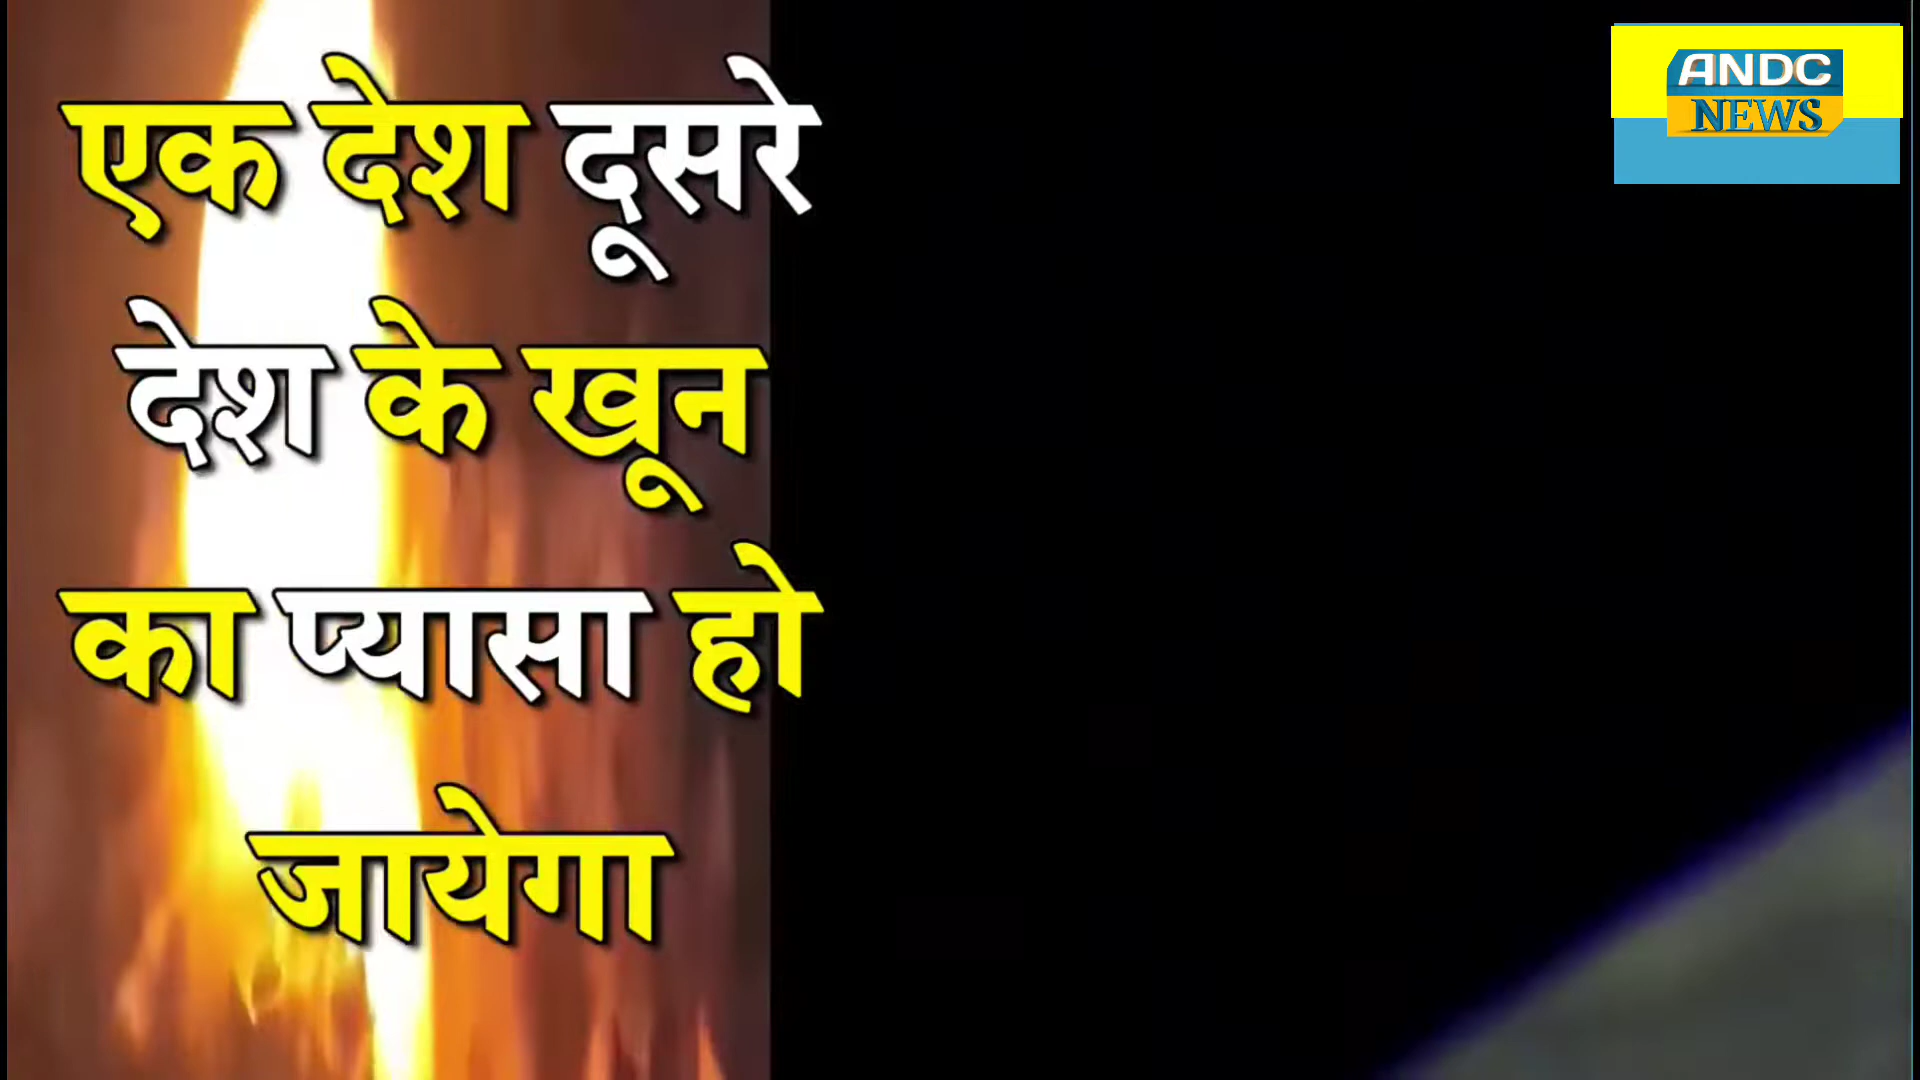 एक देश दूसरे
देश के खून
का प्यासा हो
जायेगा
ANDC
NEWS